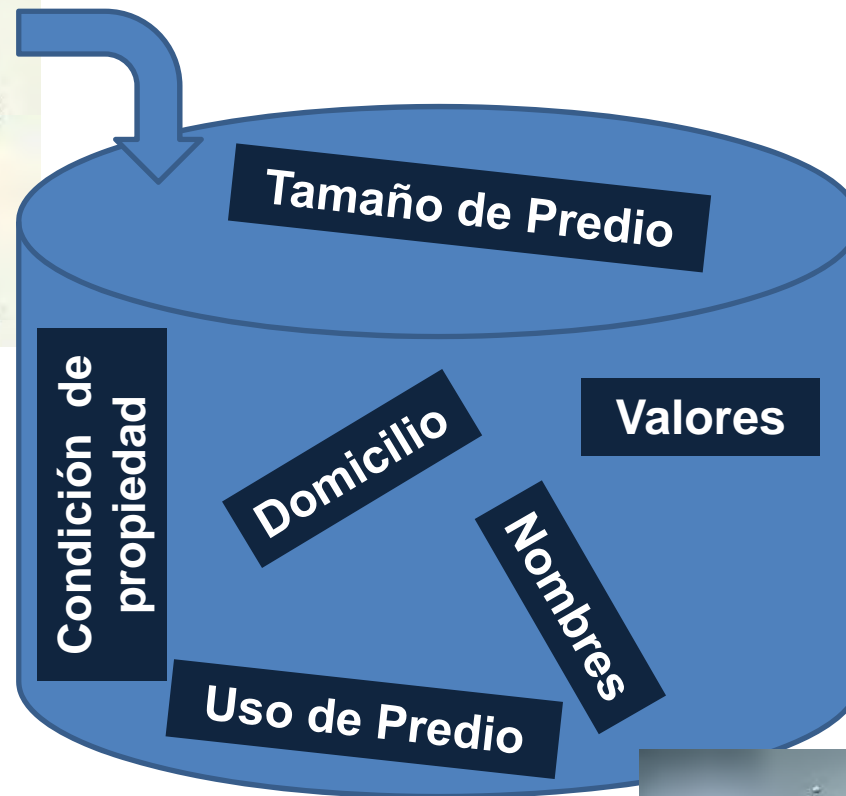 Tamaño de Predio
Condición de
propiedad
Domicilio
Valores
Nombres
Uso de Predio